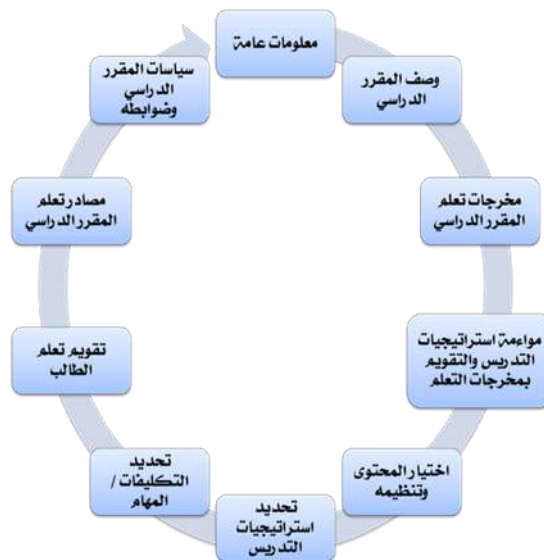 معلومات عامة
وصف المقرر
الدراسي
مخرجات تعلم
المقرر الدراسي
مواءمة استراتيجيات
التدريس والتقويم
بمخرجات التعلم
اختيار المحتوى
وتنظيمه
تحديد
استراتيجيات
التدريس
تحديد
التكليفات /
المهام
تقويم تعلم
الطالب
مصادر تعلم
المقرر الدراسي
سياسات المقرر
الدراسي
وضوابطه